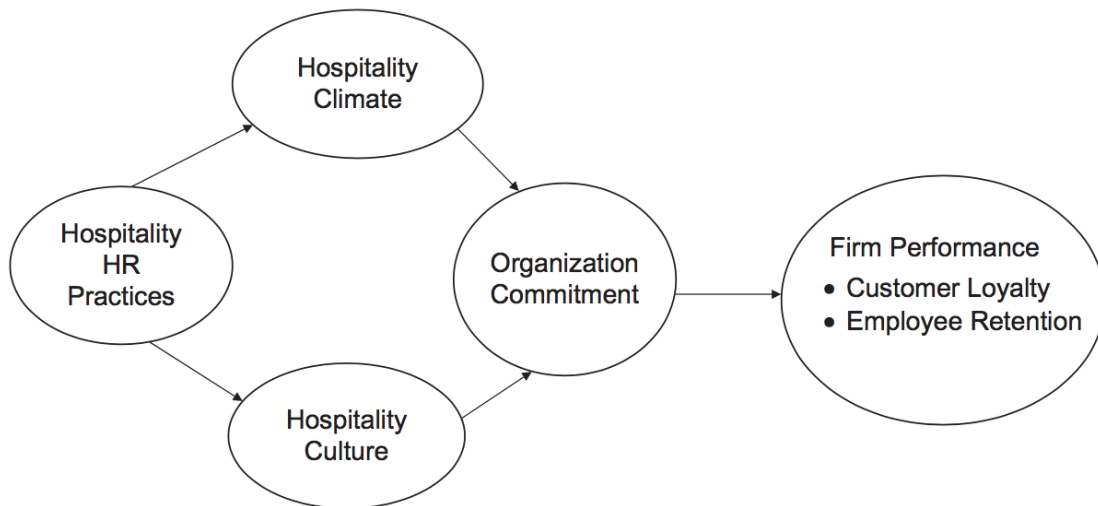 Hospitality
Climate
Hospitality
HR
Practices
Organization
Commitment
Firm Performance
• Customer Loyalty
• Employee Retention
Hospitality
Culture